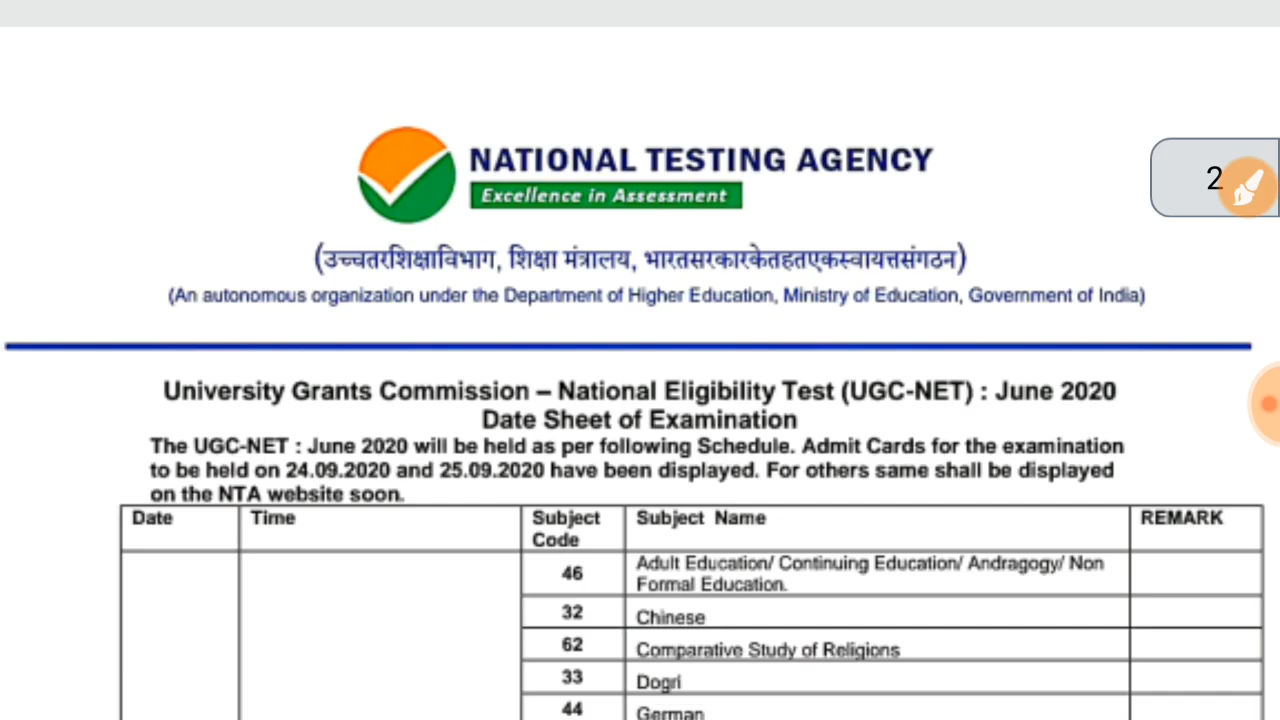 NATIONAL TESTING AGENCY
Excellence in Assessment
2
(उच्चतरशिक्षाविभाग, शिक्षा मंत्रालय, भारतसरकारकेतहतएकस्वायत्तसंगठन)
(An autonomous organization under the Department of Higher Education, Ministry of Education, Government of India)
University Grants Commission – National Eligibility Test (UGC-NET) : June 2020
Date Sheet of Examination
The UGC-NET : June 2020 will be held as per following Schedule. Admit Cards for the examination
to be held on 24.09.2020 and 25.09.2020 have been displayed. For others same shall be displayed
on the NTA website soon.
Date Time Subject Code Subject Name REMARK
46 Adult Education/ Continuing Education/ Andragogy/ Non
Formal Education.
32 Chinese
62 Comparative Study of Religions
33 Dogri
44 German